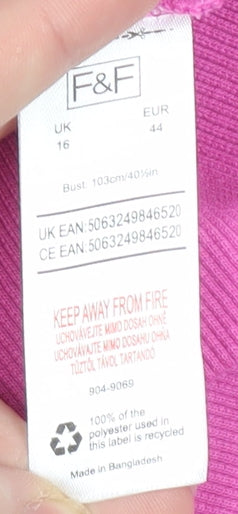 F&F
UK EUR
16 44
Bust: 103cm/40½in.
UK EAN:5063249846520
CE EAN:5063249846520
KEEP AWAY FROM FIRE
UCHOVÁVEJTE MIMO DOSAH OHNĚ
UCHOVÁVAJTE MIMO DOSAHU OHŇA
TŰZTŐL TÁVOL TARTANDÓ
904-9069
100% of the
polyester used in
this label is recycled
Made in Bangladesh